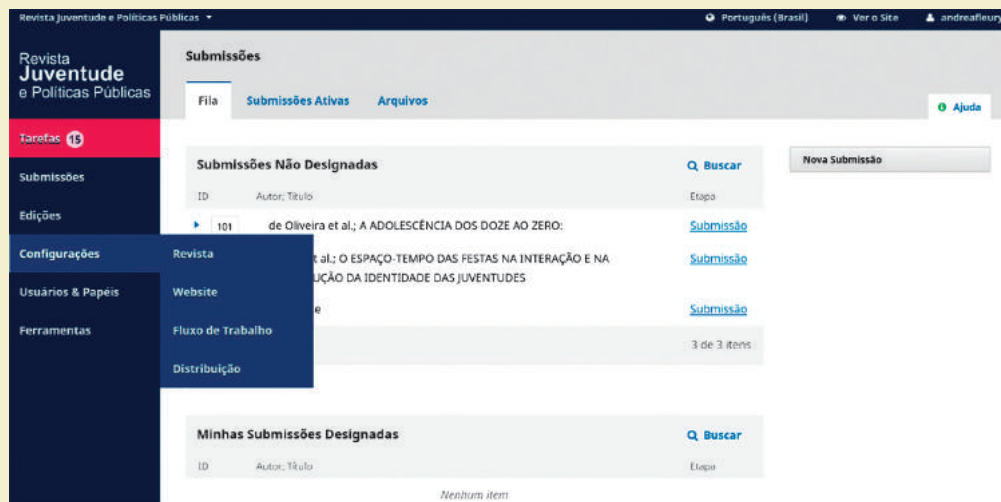 Revista Juventude e Políticas Públicas
Português (Brasil)
Ver o Site
andreafleury
Revista
Juventude
e Políticas Públicas
Tarefas 15
Submissões
Edições
Configurações
Usuários & Papéis
Ferramentas
Revista
Website
Fluxo de Trabalho
Distribuição
Submissões
Fila
Submissões Ativas
Arquivos
Ajuda
Submissões Não Designadas
Buscar
ID Autor; Título Etapa
101 de Oliveira et al.; A ADOLESCÊNCIA DOS DOZE AO ZERO: Submissão
t al.; O ESPAÇO-TEMPO DAS FESTAS NA INTERAÇÃO E NA Submissão
UÇÃO DA IDENTIDADE DAS JUVENTUDES
e Submissão
3 de 3 itens
Nova Submissão
Minhas Submissões Designadas
Buscar
ID Autor; Título Etapa
Nenhum item